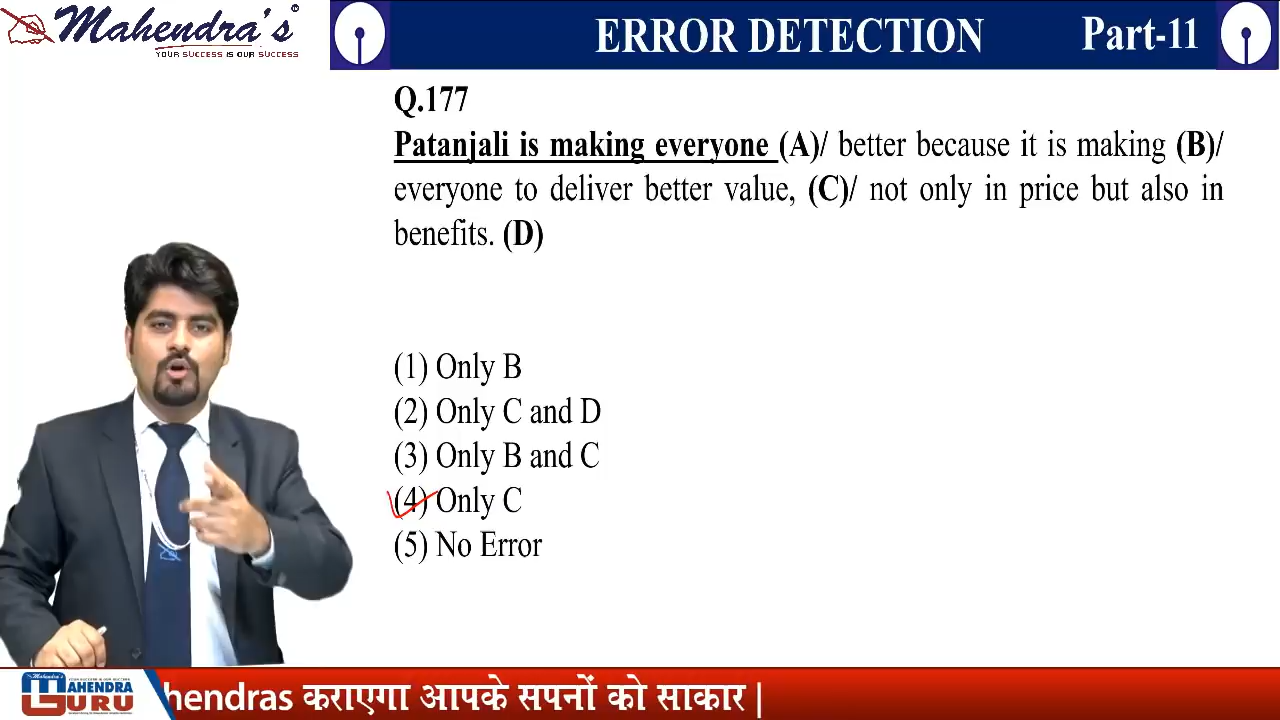 Mahendra's
YOUR SUCCESS IS OUR SUCCESS
ERROR DETECTION
Part-11
Q.177
Patanjali is making everyone (A)/ better because it is making (B)/
everyone to deliver better value, (C)/ not only in price but also in
benefits. (D)
(1) Only B
(2) Only C and D
(3) Only B and C
(4) Only C
(5) No Error
MAHENDRA
GURU
hendras कराएगा आपके सपनों को साकार |